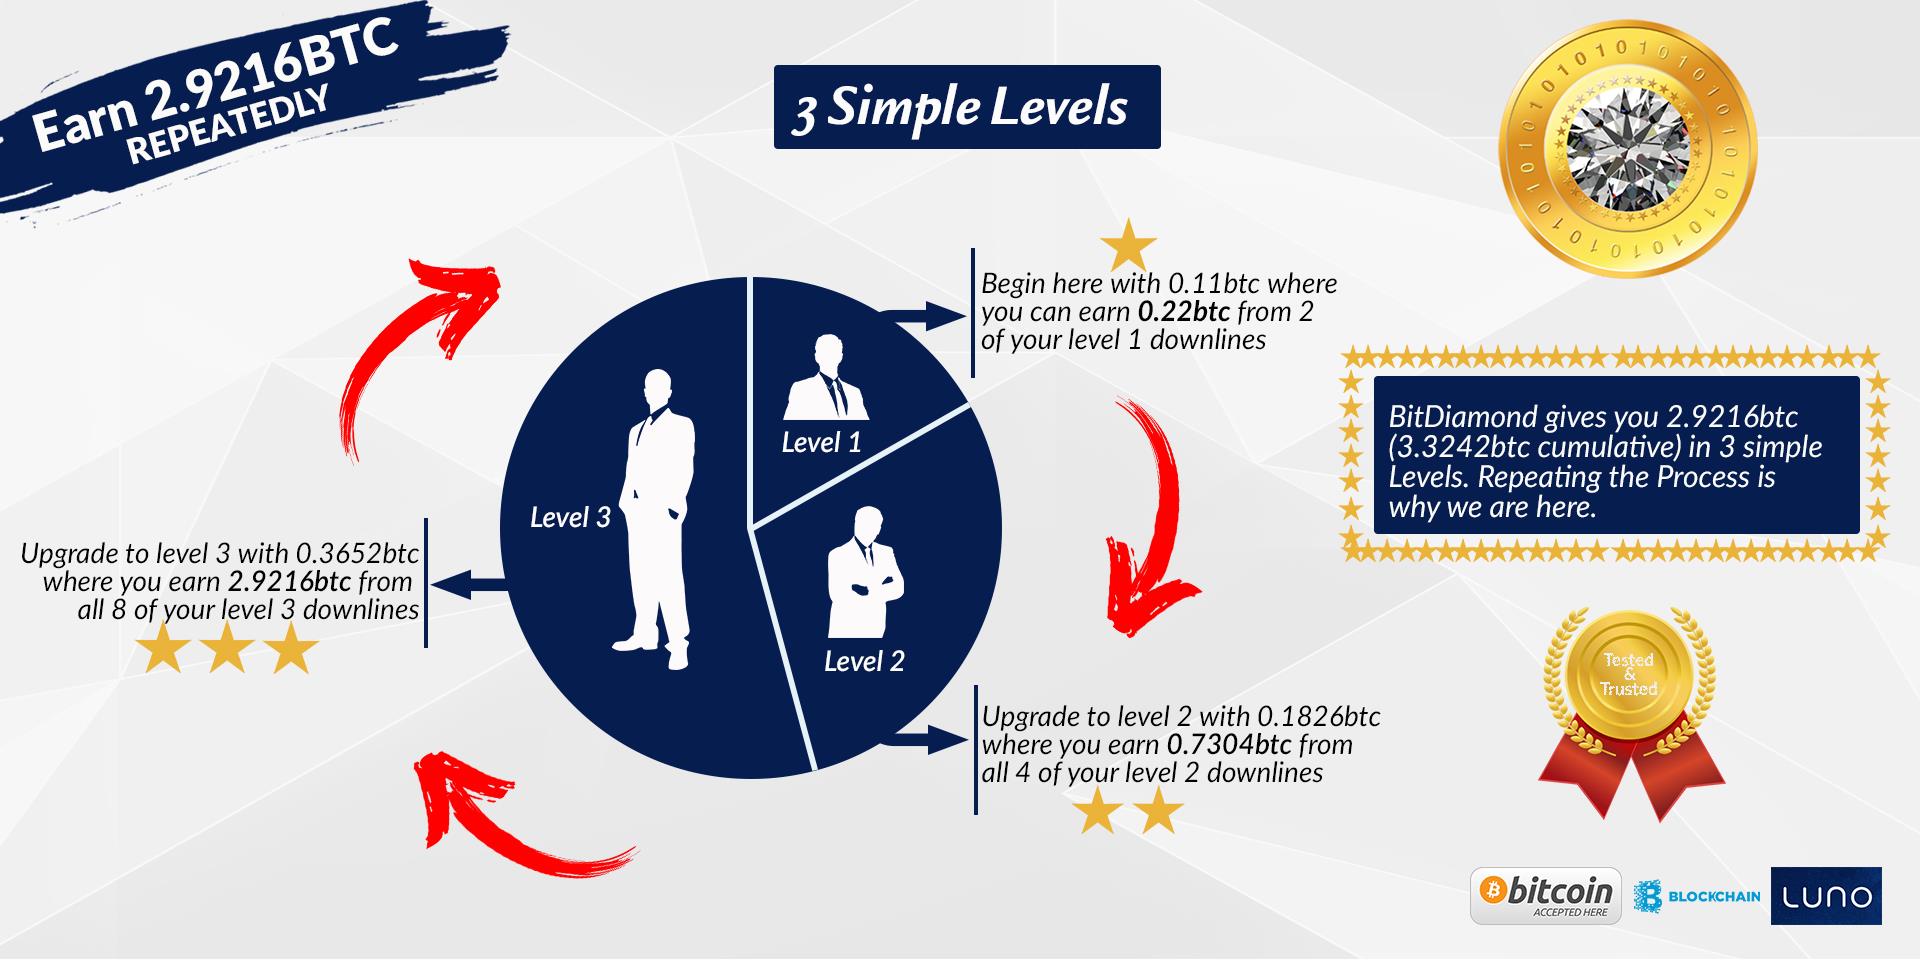 Earn 2.9216BTC
REPEATEDLY
3 Simple Levels
Begin here with 0.11btc where
you can earn 0.22btc from 2
of your level 1 downlines
Level 1
Level 3
Level 2
Upgrade to level 3 with 0.3652btc
where you earn 2.9216btc from
all 8 of your level 3 downlines
Upgrade to level 2 with 0.1826btc
where you earn 0.7304btc from
all 4 of your level 2 downlines
BitDiamond gives you 2.9216btc
(3.3242btc cumulative) in 3 simple
Levels. Repeating the Process is
why we are here.
Tested
&
Trusted
bitcoin
ACCEPTED HERE
BLOCKCHAIN
LUNO